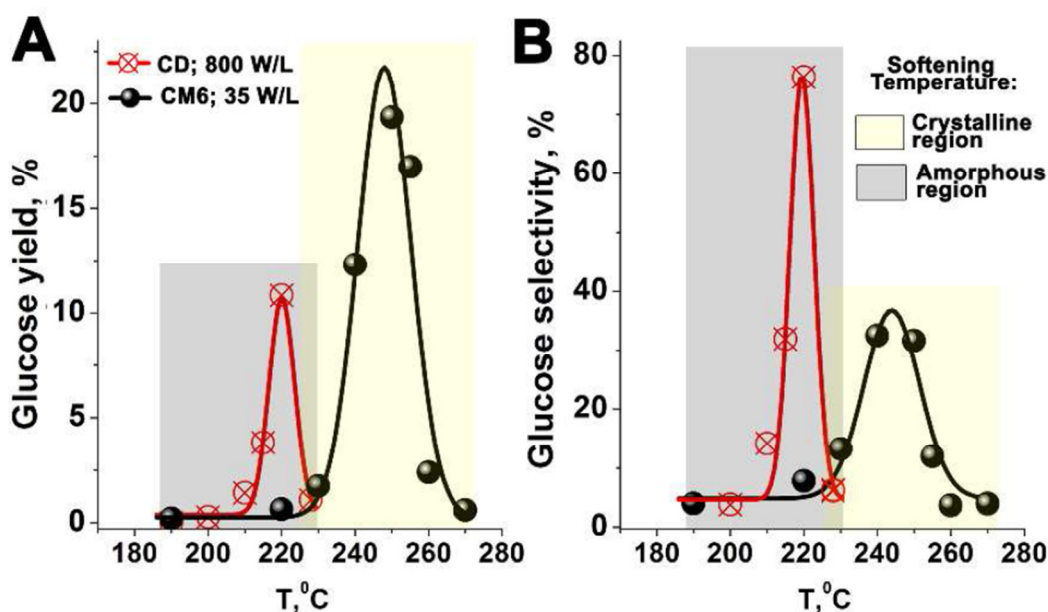 A
CD; 800 W/L
CM6; 35 W/L
Glucose yield, %
20
15
10
5
0
180 200 220 240 260 280
T,⁰C
B
Softening
Temperature:
Crystalline
region
Amorphous
region
Glucose selectivity, %
80
60
40
20
0
180 200 220 240 260 280
T,⁰C